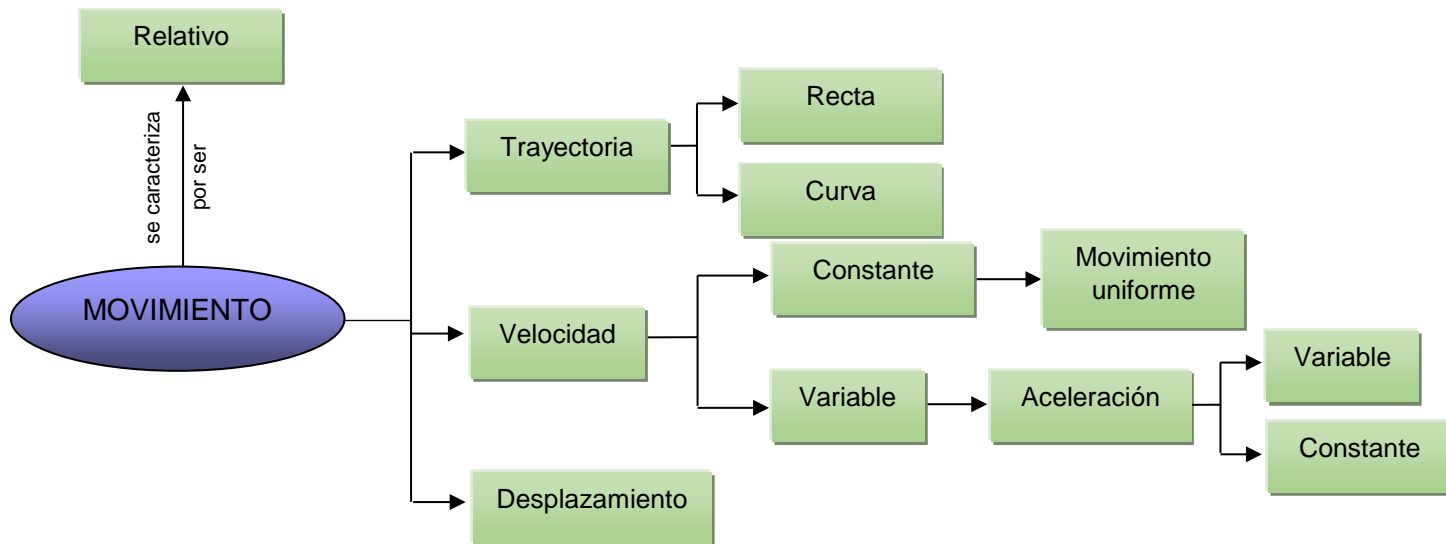 Relativo
se caracteriza
por ser
MOVIMIENTO
Trayectoria
Recta
Curva
Velocidad
Constante
Movimiento
uniforme
Variable
Aceleración
Variable
Constante
Desplazamiento